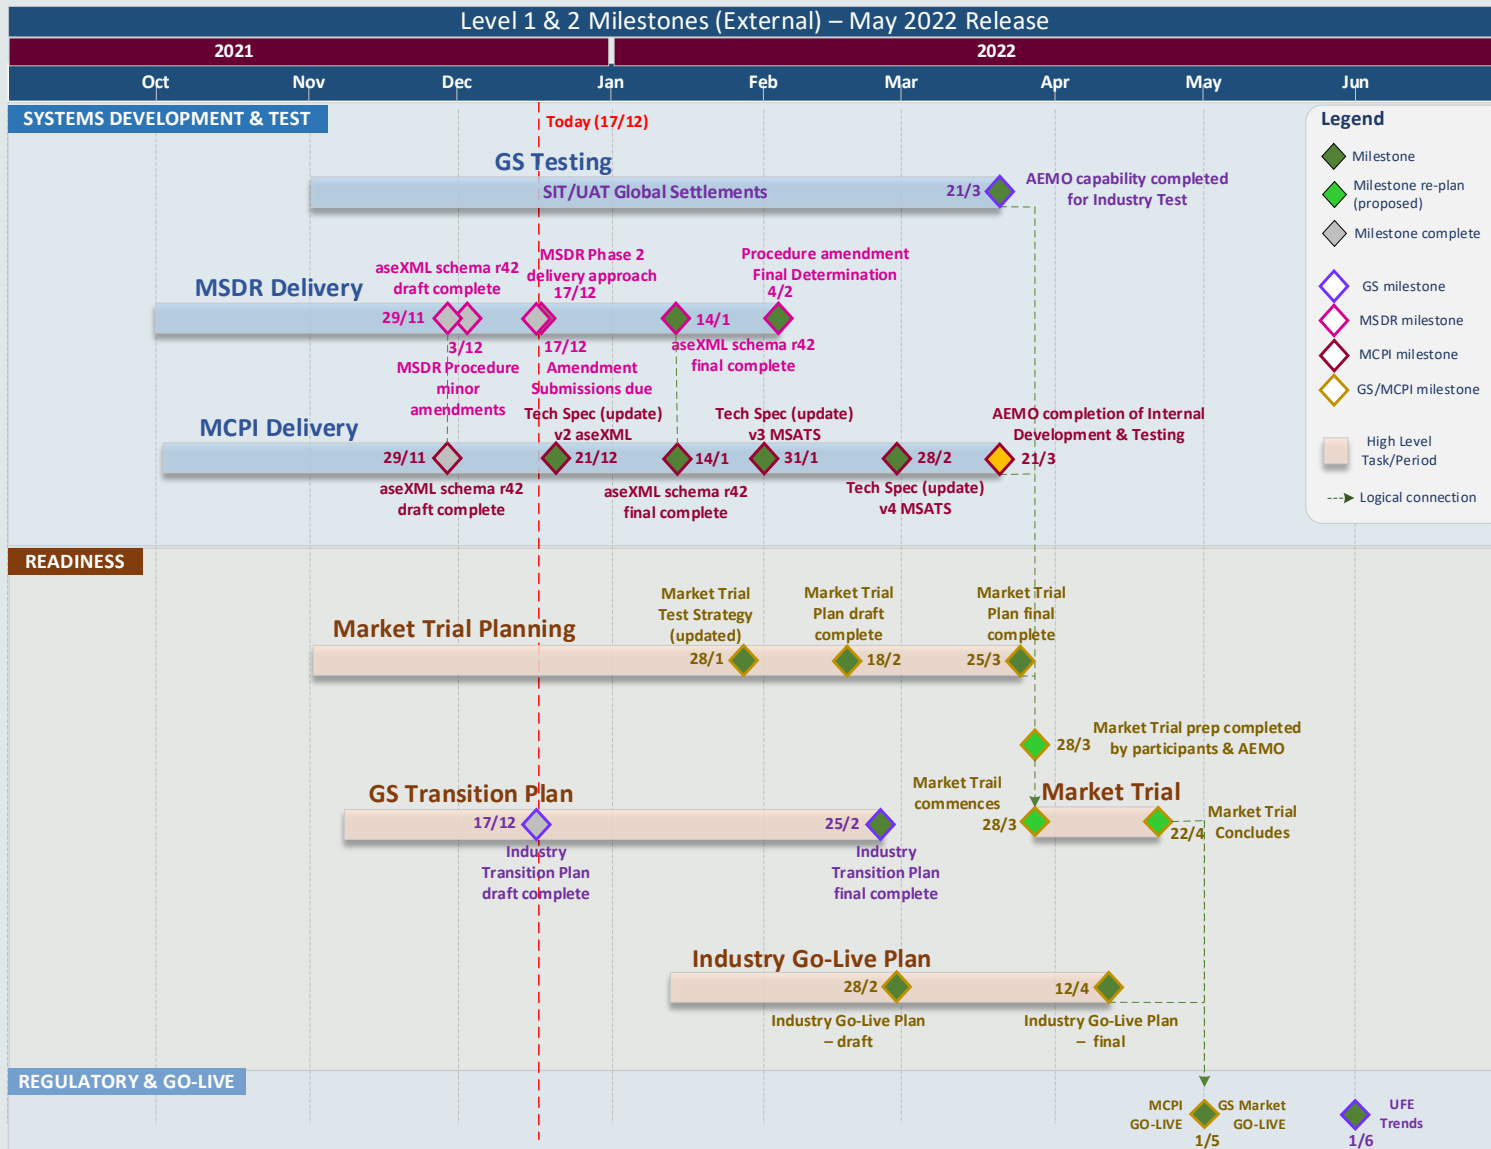 Level 1 & 2 Milestones (External) – May 2022 Release
2021
2022
Oct
Nov
Dec
Jan
Feb
Mar
Apr
May
Jun
SYSTEMS DEVELOPMENT & TEST
Today (17/12)
GS Testing
SIT/UAT Global Settlements
21/3
AEMO capability completed
for Industry Test
MSDR Delivery
aseXML schema r42
draft complete
29/11
3/12
MSDR Procedure
minor
amendments
MSDR Phase 2
delivery approach
17/12
17/12
Amendment
Submissions due
14/1
aseXML schema r42
final complete
Procedure amendment
Final Determination
4/2
MCPI Delivery
29/11
aseXML schema r42
draft complete
Tech Spec (update)
v2 aseXML
21/12
14/1
aseXML schema r42
final complete
Tech Spec (update)
v3 MSATS
31/1
28/2
Tech Spec (update)
v4 MSATS
AEMO completion of Internal
Development & Testing
21/3
Legend
Milestone
Milestone re-plan
(proposed)
Milestone complete
GS milestone
MSDR milestone
MCPI milestone
GS/MCPI milestone
High Level
Task/Period
Logical connection
READINESS
Market Trial Planning
Market Trial
Test Strategy
(updated)
28/1
Market Trial
Plan draft
complete
18/2
Market Trial
Plan final
complete
25/3
28/3
Market Trial prep completed
by participants & AEMO
GS Transition Plan
17/12
Industry
Transition Plan
draft complete
25/2
Industry
Transition Plan
final complete
Market Trail
commences
28/3
Market Trial
22/4
Market Trial
Concludes
Industry Go-Live Plan
28/2
Industry Go-Live Plan
– draft
12/4
Industry Go-Live Plan
– final
REGULATORY & GO-LIVE
MCPI
GO-LIVE
GS Market
GO-LIVE
1/5
UFE
Trends
1/6